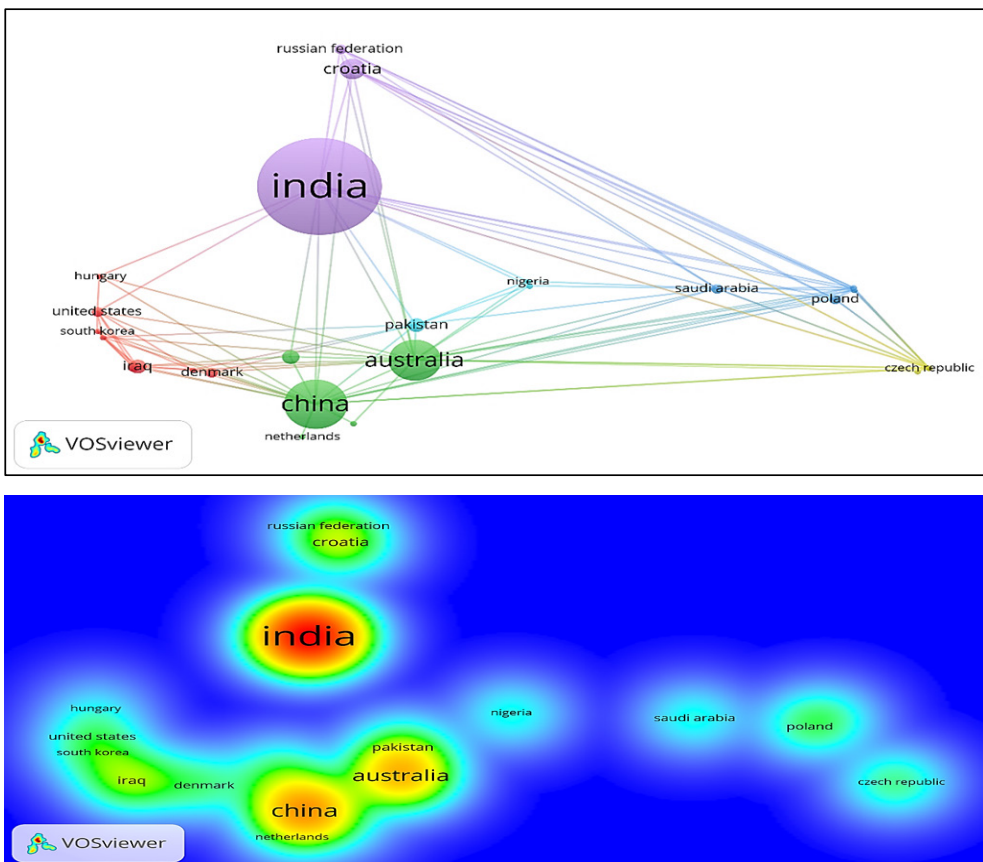 russian federation
croatia
india
hungary
nigeria
saudi arabia
poland
united states
south korea
pakistan
iraq
denmark
australia
czech republic
china
netherlands
VOSviewer
russian federation
croatia
india
hungary
nigeria
saudi arabia
poland
united states
south korea
pakistan
iraq
denmark
australia
czech republic
china
netherlands
VOSviewer